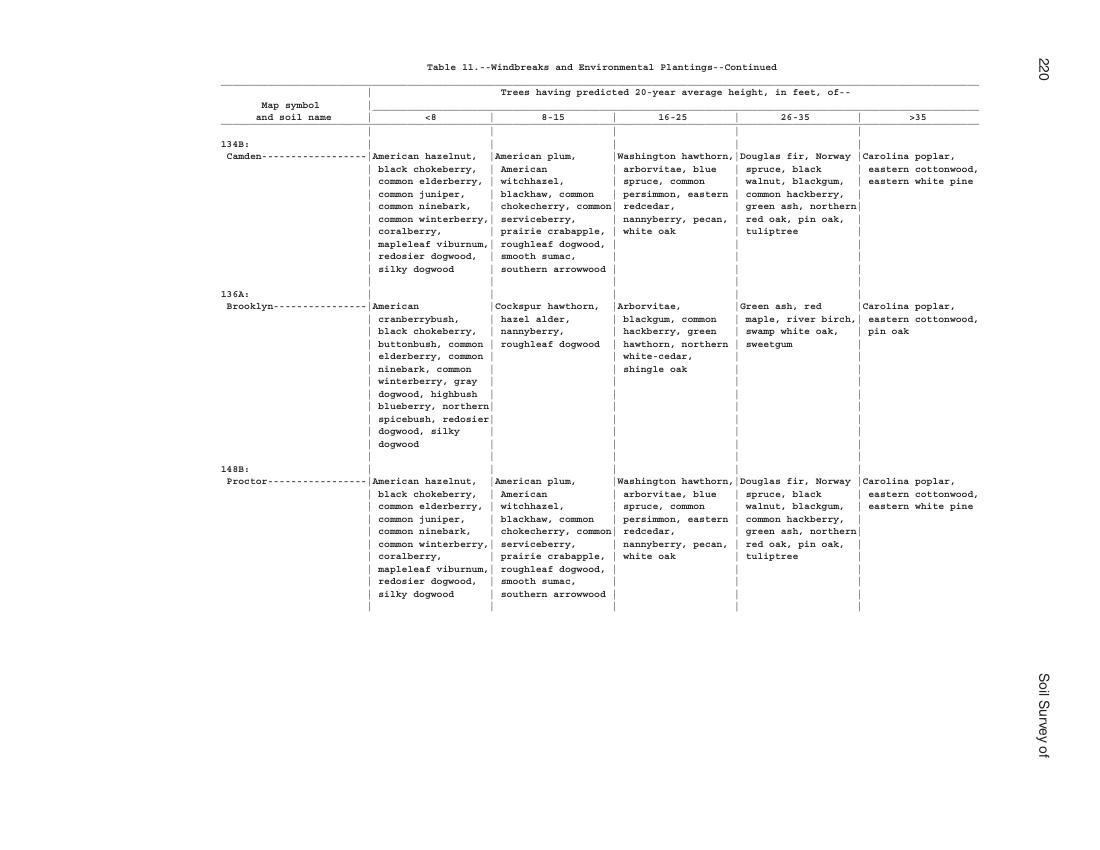 220
Table 11.--Windbreaks and Environmental Plantings--Continued
Trees having predicted 20-year average height, in feet, of--
Map symbol
and soil name | <8 | 8-15 | 16-25 | 26-35 | >35
134B:
Camden------------------|American hazelnut, |American plum, |Washington hawthorn,|Douglas fir, Norway |Carolina poplar,
black chokeberry, | American | arborvitae, blue | spruce, black | eastern cottonwood,
common elderberry, | witchhazel, | spruce, common | walnut, blackgum, | eastern white pine
common juniper, | blackhaw, common | persimmon, eastern | common hackberry, |
common ninebark, | chokecherry, common| redcedar, | green ash, northern|
common winterberry,| serviceberry, | nannyberry, pecan, | red oak, pin oak, |
coralberry, | prairie crabapple, | white oak | tuliptree |
mapleleaf viburnum,| roughleaf dogwood, | | |
redosier dogwood, | smooth sumac, | | |
silky dogwood | southern arrowwood | | |
136A:
Brooklyn----------------|American |Cockspur hawthorn, |Arborvitae, |Green ash, red |Carolina poplar,
cranberrybush, | hazel alder, | blackgum, common | maple, river birch,| eastern cottonwood,
black chokeberry, | nannyberry, | hackberry, green | swamp white oak, | pin oak
buttonbush, common | roughleaf dogwood | hawthorn, northern | sweetgum |
elderberry, common | | white-cedar, | |
ninebark, common | | shingle oak | |
winterberry, gray | | | |
dogwood, highbush | | | |
blueberry, northern| | | |
spicebush, redosier| | | |
dogwood, silky | | | |
dogwood | | | |
148B:
Proctor-----------------|American hazelnut, |American plum, |Washington hawthorn,|Douglas fir, Norway |Carolina poplar,
black chokeberry, | American | arborvitae, blue | spruce, black | eastern cottonwood,
common elderberry, | witchhazel, | spruce, common | walnut, blackgum, | eastern white pine
common juniper, | blackhaw, common | persimmon, eastern | common hackberry, |
common ninebark, | chokecherry, common| redcedar, | green ash, northern|
common winterberry,| serviceberry, | nannyberry, pecan, | red oak, pin oak, |
coralberry, | prairie crabapple, | white oak | tuliptree |
mapleleaf viburnum,| roughleaf dogwood, | | |
redosier dogwood, | smooth sumac, | | |
silky dogwood | southern arrowwood | | |
Soil Survey of